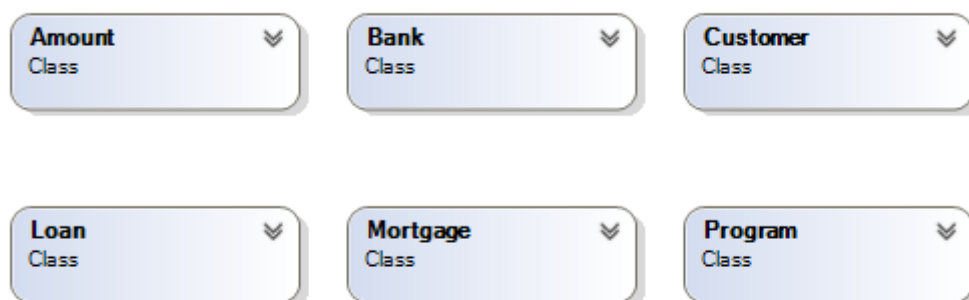 Amount
Class
Bank
Class
Customer
Class
Loan
Class
Mortgage
Class
Program
Class